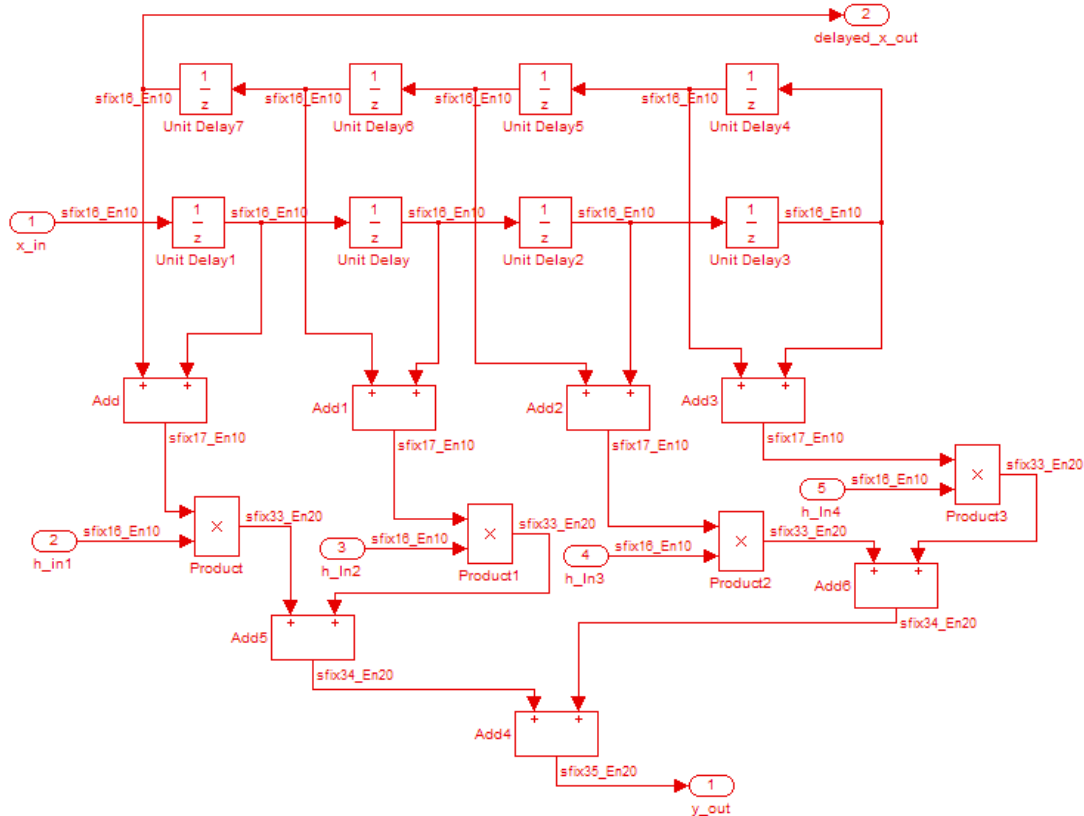 2
delayed_x_out
1
z
1
z
1
z
1
z
sfix16_En10
sfix16_En10
sfix16_En10
sfix16_En10
Unit Delay7
Unit Delay6
Unit Delay5
Unit Delay4
1
x_in
sfix16_En10
1
z
sfix16_En10
1
z
sfix16_En10
1
z
sfix16_En10
1
z
sfix16_En10
Unit Delay1
Unit Delay
Unit Delay2
Unit Delay3
+ +
Add
+ +
Add1
+ +
Add2
+ +
Add3
sfix17_En10
sfix17_En10
sfix17_En10
sfix17_En10
×
sfix33_En20
5
sfix16_En10
h_In4
Product3
2
sfix16_En10
h_in1
×
sfix33_En20
Product
3
sfix16_En10
h_In2
×
sfix33_En20
Product1
4
sfix16_En10
h_In3
×
sfix33_En20
Product2
+ +
Add6
sfix34_En20
+ +
Add5
sfix34_En20
+ +
Add4
sfix35_En20
1
y_out